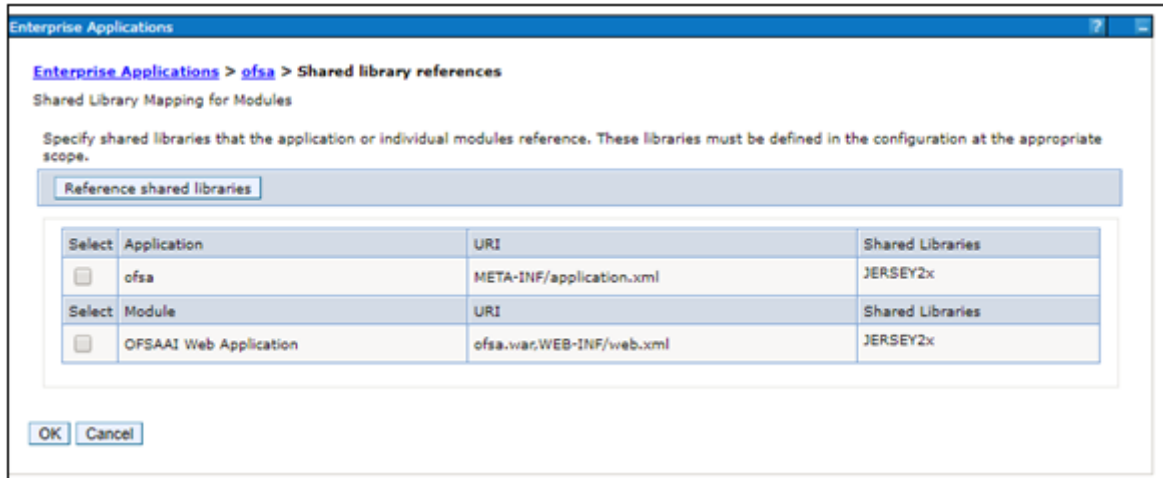 Enterprise Applications ? –
Enterprise Applications > ofsa > Shared library references
Shared Library Mapping for Modules
Specify shared libraries that the application or individual modules reference. These libraries must be defined in the configuration at the appropriate
scope.
Reference shared libraries
Select Application URI Shared Libraries
ofsa META-INF/application.xml JERSEY2x
Select Module URI Shared Libraries
OFSAAI Web Application ofsa.war,WEB-INF/web.xml JERSEY2x
OK Cancel